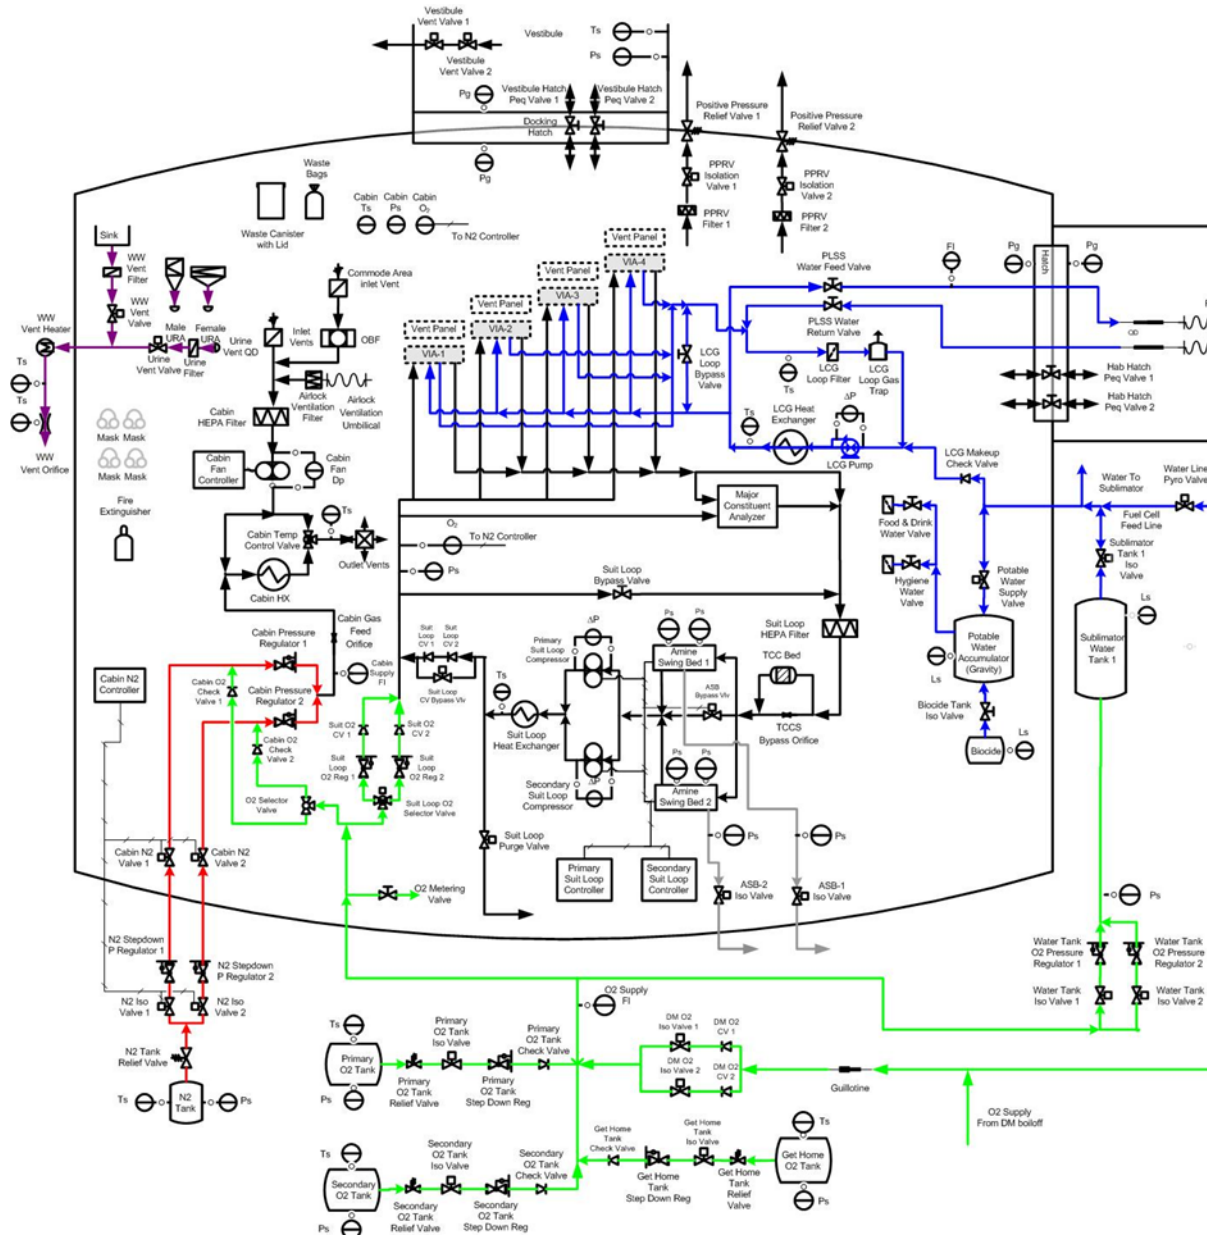 Vestibule
Vent Valve 1
Vestibule
Ts
Vestibule
Vent Valve 2
Ps
Pg
Vestibule Hatch
Peq Valve 1
Vestibule Hatch
Peq Valve 2
Docking
Hatch
Pg
Positive Pressure
Relief Valve 1
Positive Pressure
Relief Valve 2
PPRV
Isolation
Valve 1
PPRV
Isolation
Valve 2
PPRV
Filter 1
PPRV
Filter 2
Waste
Bags
Waste Canister
with Lid
Cabin
Ts
Cabin
Ps
Cabin
O2
To N2 Controller
Sink
WW
Vent
Filter
WW
Vent
Valve
Male
URA
Female
URA
Urine
Vent QD
Urine
Vent Valve
Urine
Filter
WW
Vent Heater
Ts
Ts
WW
Vent Orifice
Commode Area
inlet Vent
Inlet
Vents
OBF
Airlock
Ventilation
Filter
Airlock
Ventilation
Umbilical
Cabin
HEPA Filter
Cabin
Fan
Controller
Cabin
Fan
Dp
Mask
Mask
Mask
Mask
Fire
Extinguisher
Vent Panel
VIA-4
Vent Panel
VIA-3
Vent Panel
VIA-2
Vent Panel
VIA-1
LCG
Loop
Bypass
Valve
PLSS
Water Feed Valve
FI
PLSS Water
Return Valve
Ts
LCG
Loop Filter
LCG
Loop Gas
Trap
Ts
LCG Heat
Exchanger
ΔP
LCG Pump
Pg
Hatch
Pg
QD
Hab Hatch
Peq Valve 1
Hab Hatch
Peq Valve 2
LCG Makeup
Check Valve
Water To
Sublimator
Water Line
Pyro Valve
Fuel Cell
Feed Line
Food & Drink
Water Valve
Hygiene
Water
Valve
Potable
Water
Supply
Valve
Sublimator
Tank 1
Iso
Valve
Ls
Sublimator
Water
Tank 1
Potable
Water
Accumulator
(Gravity)
Ls
Biocide Tank
Iso Valve
Biocide
Ls
Major
Constituent
Analyzer
O2
To N2 Controller
Ps
Ts
Cabin Temp
Control Valve
Outlet Vents
Cabin HX
Suit Loop
Bypass Valve
Suit Loop
HEPA Filter
TCC Bed
TCCS
Bypass Orifice
Cabin Gas
Feed
Orifice
Cabin
Supply
FI
Cabin Pressure
Regulator 1
Cabin Pressure
Regulator 2
Cabin N2
Controller
Cabin O2
Check
Valve 1
Cabin O2
Check
Valve 2
O2 Selector
Valve
Suit
Loop
CV 1
Suit
Loop
CV 2
Suit Loop
CV Bypass Vlv
Suit O2
CV 1
Suit O2
CV 2
Suit
Loop
O2 Reg 1
Suit
Loop
O2 Reg 2
Suit Loop O2
Selector Valve
Ts
Suit Loop
Heat Exchanger
Primary
Suit Loop
Compressor
ΔP
ΔP
Secondary
Suit Loop
Compressor
Ps
Ps
Amine
Swing Bed 1
ASB
Bypass Vlv
Ps
Ps
Amine
Swing Bed 2
Ps
Ps
Suit Loop
Purge Valve
Primary
Suit Loop
Controller
Secondary
Suit Loop
Controller
ASB-2
Iso Valve
ASB-1
Iso Valve
Cabin N2
Valve 1
Cabin N2
Valve 2
O2 Metering
Valve
N2 Stepdown
P Regulator 1
N2 Stepdown
P Regulator 2
N2 Iso
Valve 1
N2 Iso
Valve 2
N2 Tank
Relief Valve
Ts
N2
Tank
Ps
Ps
Water Tank
O2 Pressure
Regulator 1
Water Tank
O2 Pressure
Regulator 2
Water Tank
Iso Valve 1
Water Tank
Iso Valve 2
O2 Supply
FI
Ts
Primary
O2 Tank
Ps
Primary
O2 Tank
Iso Valve
Primary
O2 Tank
Check Valve
Primary
O2 Tank
Relief Valve
Primary
O2 Tank
Step Down Reg
DM O2
Iso Valve 1
DM O2
CV 1
DM O2
Iso Valve 2
DM O2
CV 2
Guillotine
O2 Supply
From DM boiloff
Ts
Secondary
O2 Tank
Ps
Secondary
O2 Tank
Iso Valve
Secondary
O2 Tank
Check Valve
Secondary
O2 Tank
Relief Valve
Secondary
O2 Tank
Step Down Reg
Get Home
Tank
Check Valve
Get Home
Tank
Iso Valve
Get Home
Tank
Step Down Reg
Get Home
Tank
Relief
Valve
Ts
Get Home
O2 Tank
Ps